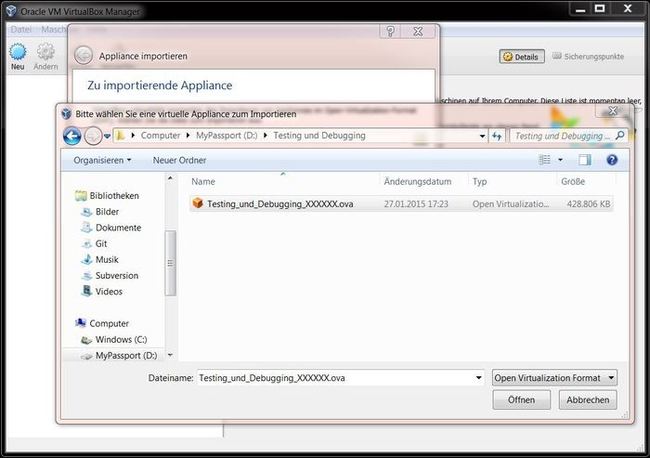 Oracle VM VirtualBox Manager
Datei
Neu
Ändern
Details
Sicherungspunkte
Appliance importieren
Zu importierende Appliance
schinen auf Ihrem Computer. Diese Liste ist momentan leer,
Bitte wählen Sie eine virtuelle Appliance zum Importieren
Computer MyPassport (D:) Testing und Debugging
Testing und Debugging ...
Organisieren Neuer Ordner
Name Änderungsdatum Typ Größe
Testing_und_Debugging_XXXXXX.ova 27.01.2015 17:23 Open Virtualizatio... 428.806 KB
Bibliotheken
Bilder
Dokumente
Git
Musik
Subversion
Videos
Computer
Windows (C:)
MyPassport (D:)
Dateiname: Testing_und_Debugging_XXXXXX.ova Open Virtualization Format
Öffnen Abbrechen